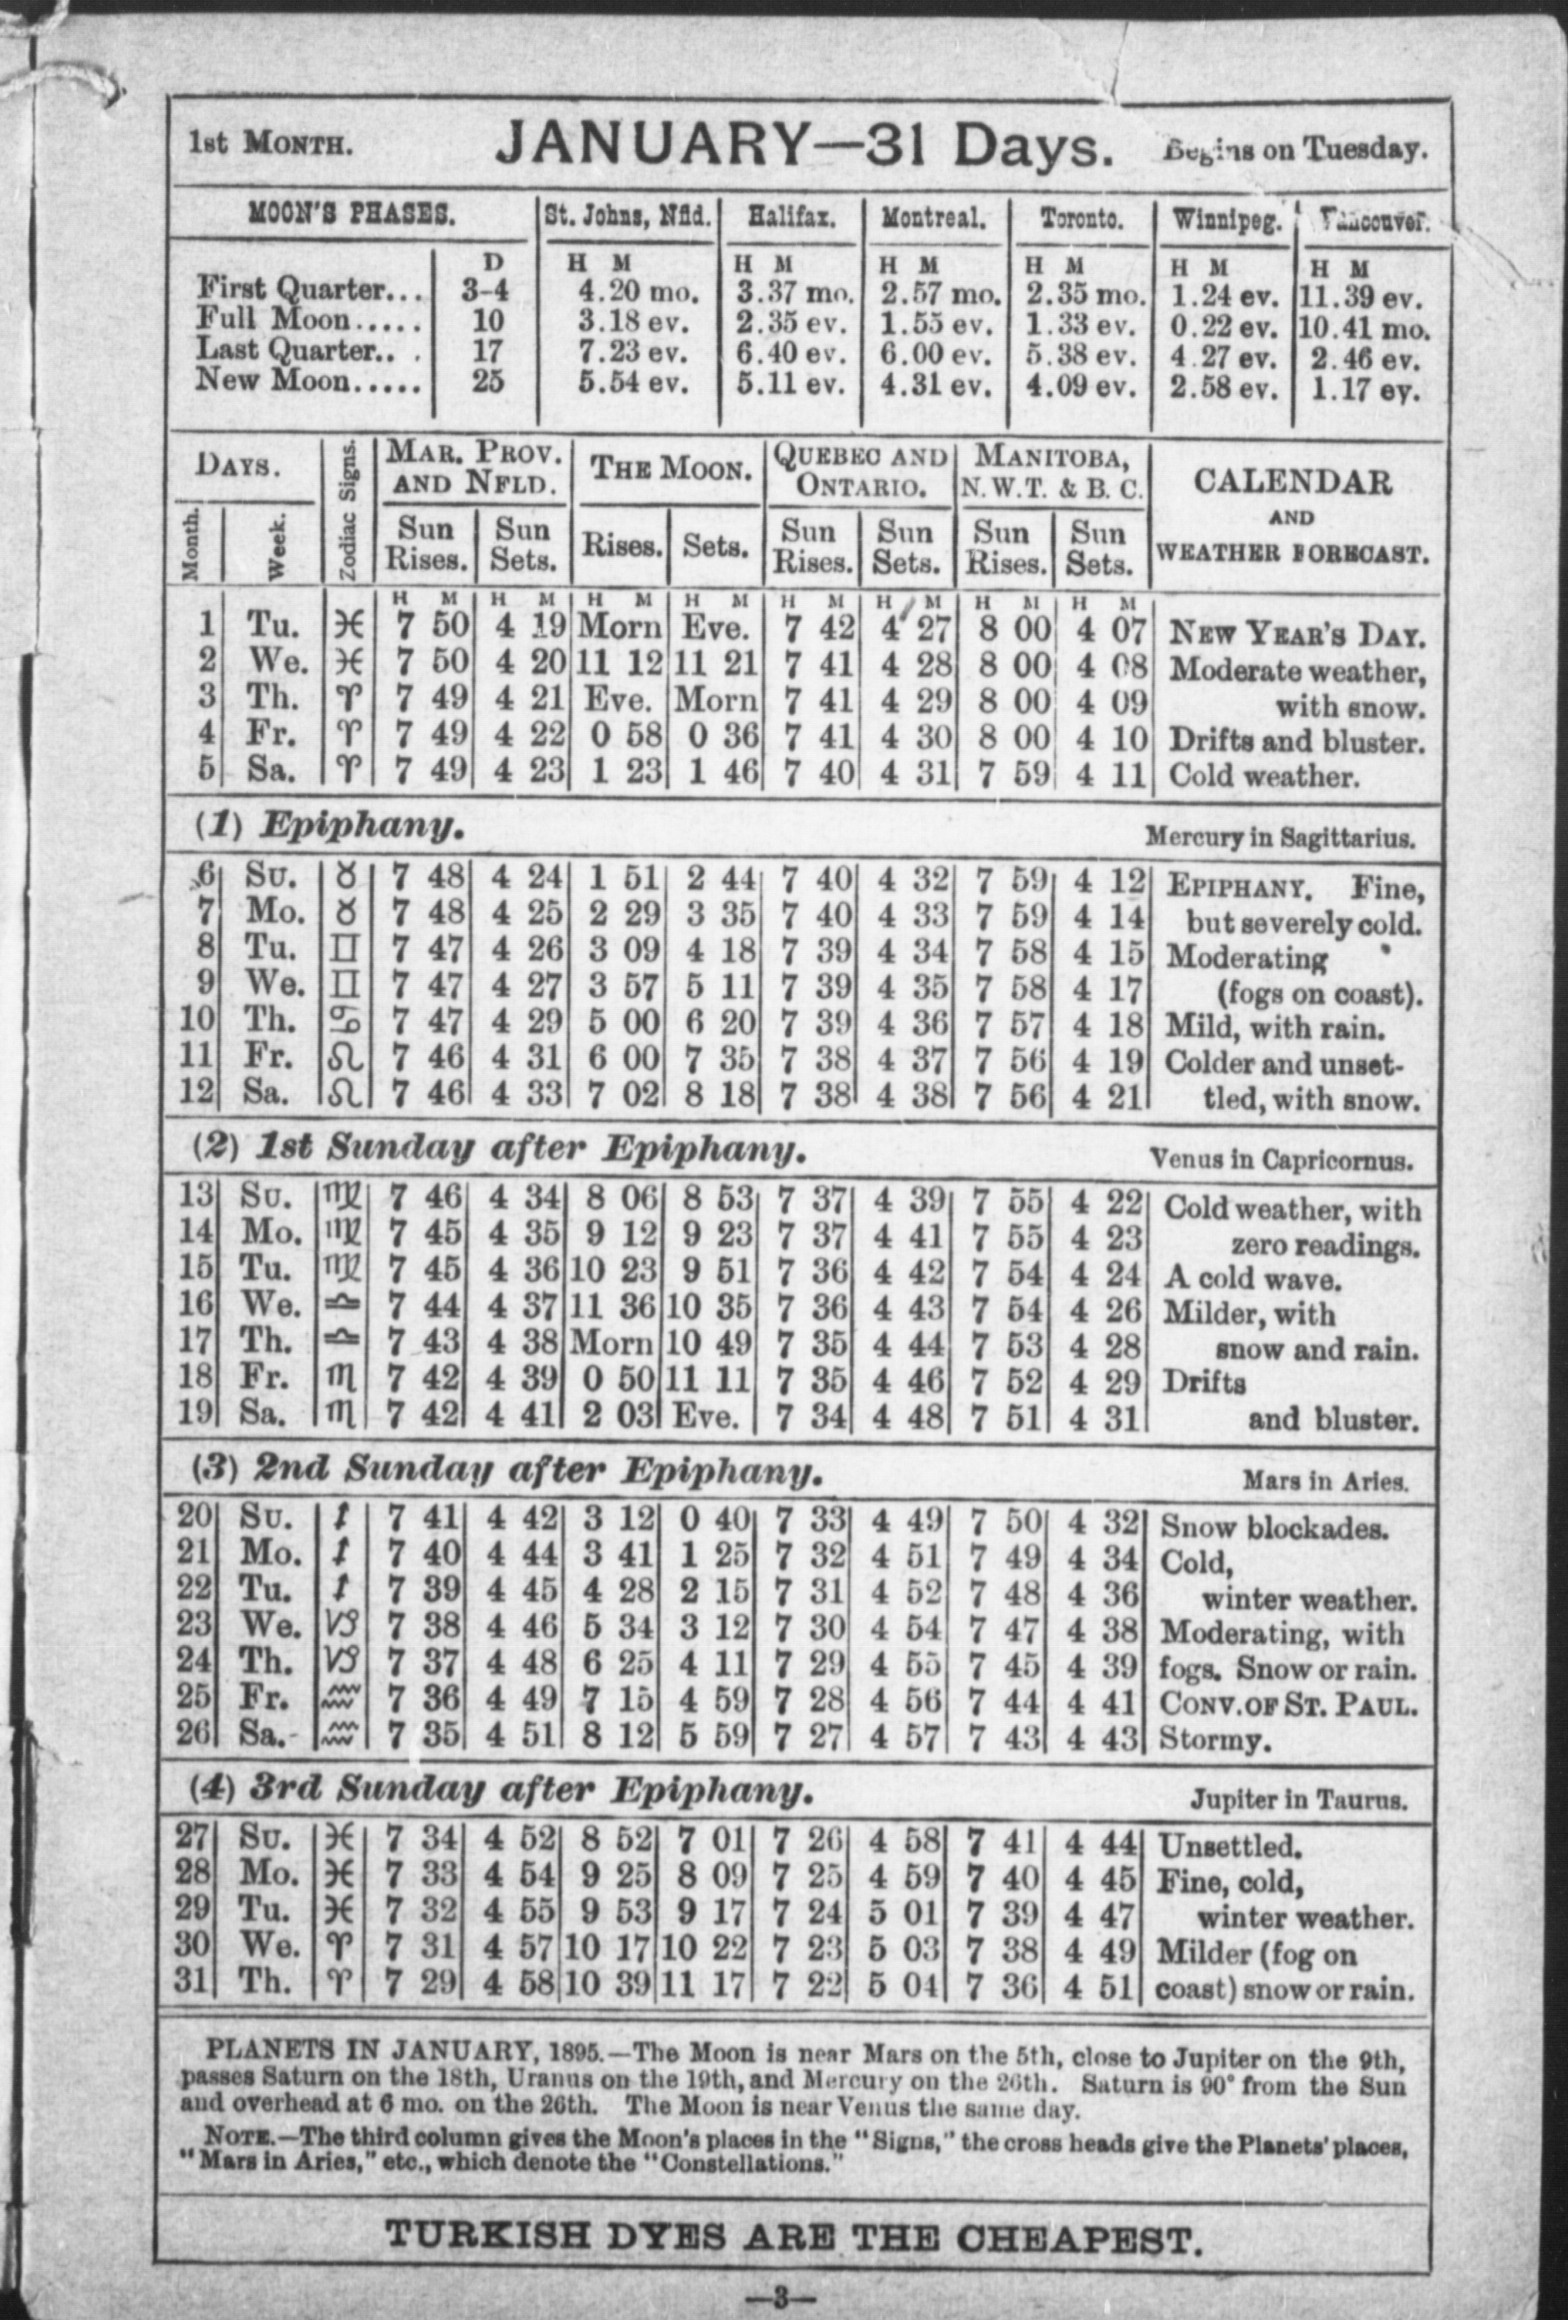 1st MONTH. JANUARY—31 Days. Begins on Tuesday.
MOON'S PHASES. St. Johns, Nfld. Halifax. Montreal. Toronto. Winnipeg. Vancouver.
D H M H M H M H M H M H M
First Quarter... 3-4 4.20 mo. 3.37 mo. 2.57 mo. 2.35 mo. 1.24 ev. 11.39 ev.
Full Moon..... 10 3.18 ev. 2.35 ev. 1.55 ev. 1.33 ev. 0.22 ev. 10.41 mo.
Last Quarter.. . 17 7.23 ev. 6.40 ev. 6.00 ev. 5.38 ev. 4.27 ev. 2.46 ev.
New Moon..... 25 5.54 ev. 5.11 ev. 4.31 ev. 4.09 ev. 2.58 ev. 1.17 ev.
DAYS. Zodiac Signs. MAR. PROV. AND NFLD. THE MOON. QUEBEC AND ONTARIO. MANITOBA, N. W. T. & B. C. CALENDAR AND WEATHER FORECAST.
Month. Week. Sun Rises. Sun Sets. Rises. Sets. Sun Rises. Sun Sets. Sun Rises. Sun Sets.
H M H M H M H M H M H M H M H M
1 Tu. ♓ 7 50 4 19 Morn Eve. 7 42 4 27 8 00 4 07 NEW YEAR'S DAY.
2 We. ♓ 7 50 4 20 11 12 11 21 7 41 4 28 8 00 4 08 Moderate weather,
3 Th. ♈ 7 49 4 21 Eve. Morn 7 41 4 29 8 00 4 09 with snow.
4 Fr. ♈ 7 49 4 22 0 58 0 36 7 41 4 30 8 00 4 10 Drifts and bluster.
5 Sa. ♈ 7 49 4 23 1 23 1 46 7 40 4 31 7 59 4 11 Cold weather.
(1) Epiphany. Mercury in Sagittarius.
6 SU. ♉ 7 48 4 24 1 51 2 44 7 40 4 32 7 59 4 12 EPIPHANY. Fine,
7 Mo. ♉ 7 48 4 25 2 29 3 35 7 40 4 33 7 59 4 14 but severely cold.
8 Tu. ♊ 7 47 4 26 3 09 4 18 7 39 4 34 7 58 4 15 Moderating
9 We. ♊ 7 47 4 27 3 57 5 11 7 39 4 35 7 58 4 17 (fogs on coast).
10 Th. ♋ 7 47 4 29 5 00 6 20 7 39 4 36 7 57 4 18 Mild, with rain.
11 Fr. ♌ 7 46 4 31 6 00 7 35 7 38 4 37 7 56 4 19 Colder and unset-
12 Sa. ♌ 7 46 4 33 7 02 8 18 7 38 4 38 7 56 4 21 tled, with snow.
(2) 1st Sunday after Epiphany. Venus in Capricornus.
13 SU. ♍ 7 46 4 34 8 06 8 53 7 37 4 39 7 55 4 22 Cold weather, with
14 Mo. ♍ 7 45 4 35 9 12 9 23 7 37 4 41 7 55 4 23 zero readings.
15 Tu. ♍ 7 45 4 36 10 23 9 51 7 36 4 42 7 54 4 24 A cold wave.
16 We. ♎ 7 44 4 37 11 36 10 35 7 36 4 43 7 54 4 26 Milder, with
17 Th. ♎ 7 43 4 38 Morn 10 49 7 35 4 44 7 53 4 28 snow and rain.
18 Fr. ♏ 7 42 4 39 0 50 11 11 7 35 4 46 7 52 4 29 Drifts
19 Sa. ♏ 7 42 4 41 2 03 Eve. 7 34 4 48 7 51 4 31 and bluster.
(3) 2nd Sunday after Epiphany. Mars in Aries.
20 SU. ♐ 7 41 4 42 3 12 0 40 7 33 4 49 7 50 4 32 Snow blockades.
21 Mo. ♐ 7 40 4 44 3 41 1 25 7 32 4 51 7 49 4 34 Cold,
22 Tu. ♐ 7 39 4 45 4 28 2 15 7 31 4 52 7 48 4 36 winter weather.
23 We. ♑ 7 38 4 46 5 34 3 12 7 30 4 54 7 47 4 38 Moderating, with
24 Th. ♑ 7 37 4 48 6 25 4 11 7 29 4 55 7 45 4 39 fogs. Snow or rain.
25 Fr. ♒ 7 36 4 49 7 15 4 59 7 28 4 56 7 44 4 41 CONV. OF ST. PAUL.
26 Sa. ♒ 7 35 4 51 8 12 5 59 7 27 4 57 7 43 4 43 Stormy.
(4) 3rd Sunday after Epiphany. Jupiter in Taurus.
27 SU. ♓ 7 34 4 52 8 52 7 01 7 26 4 58 7 41 4 44 Unsettled.
28 Mo. ♓ 7 33 4 54 9 25 8 09 7 25 4 59 7 40 4 45 Fine, cold,
29 Tu. ♓ 7 32 4 55 9 53 9 17 7 24 5 01 7 39 4 47 winter weather.
30 We. ♈ 7 31 4 57 10 17 10 22 7 23 5 03 7 38 4 49 Milder (fog on
31 Th. ♈ 7 29 4 58 10 39 11 17 7 22 5 04 7 36 4 51 coast) snow or rain.
PLANETS IN JANUARY, 1895.—The Moon is near Mars on the 5th, close to Jupiter on the 9th,
passes Saturn on the 18th, Uranus on the 19th, and Mercury on the 26th. Saturn is 90° from the Sun
and overhead at 6 mo. on the 26th. The Moon is near Venus the same day.
NOTE.—The third column gives the Moon's places in the "Signs," the cross heads give the Planets' places,
"Mars in Aries," etc., which denote the "Constellations."
TURKISH DYES ARE THE CHEAPEST.
—3—